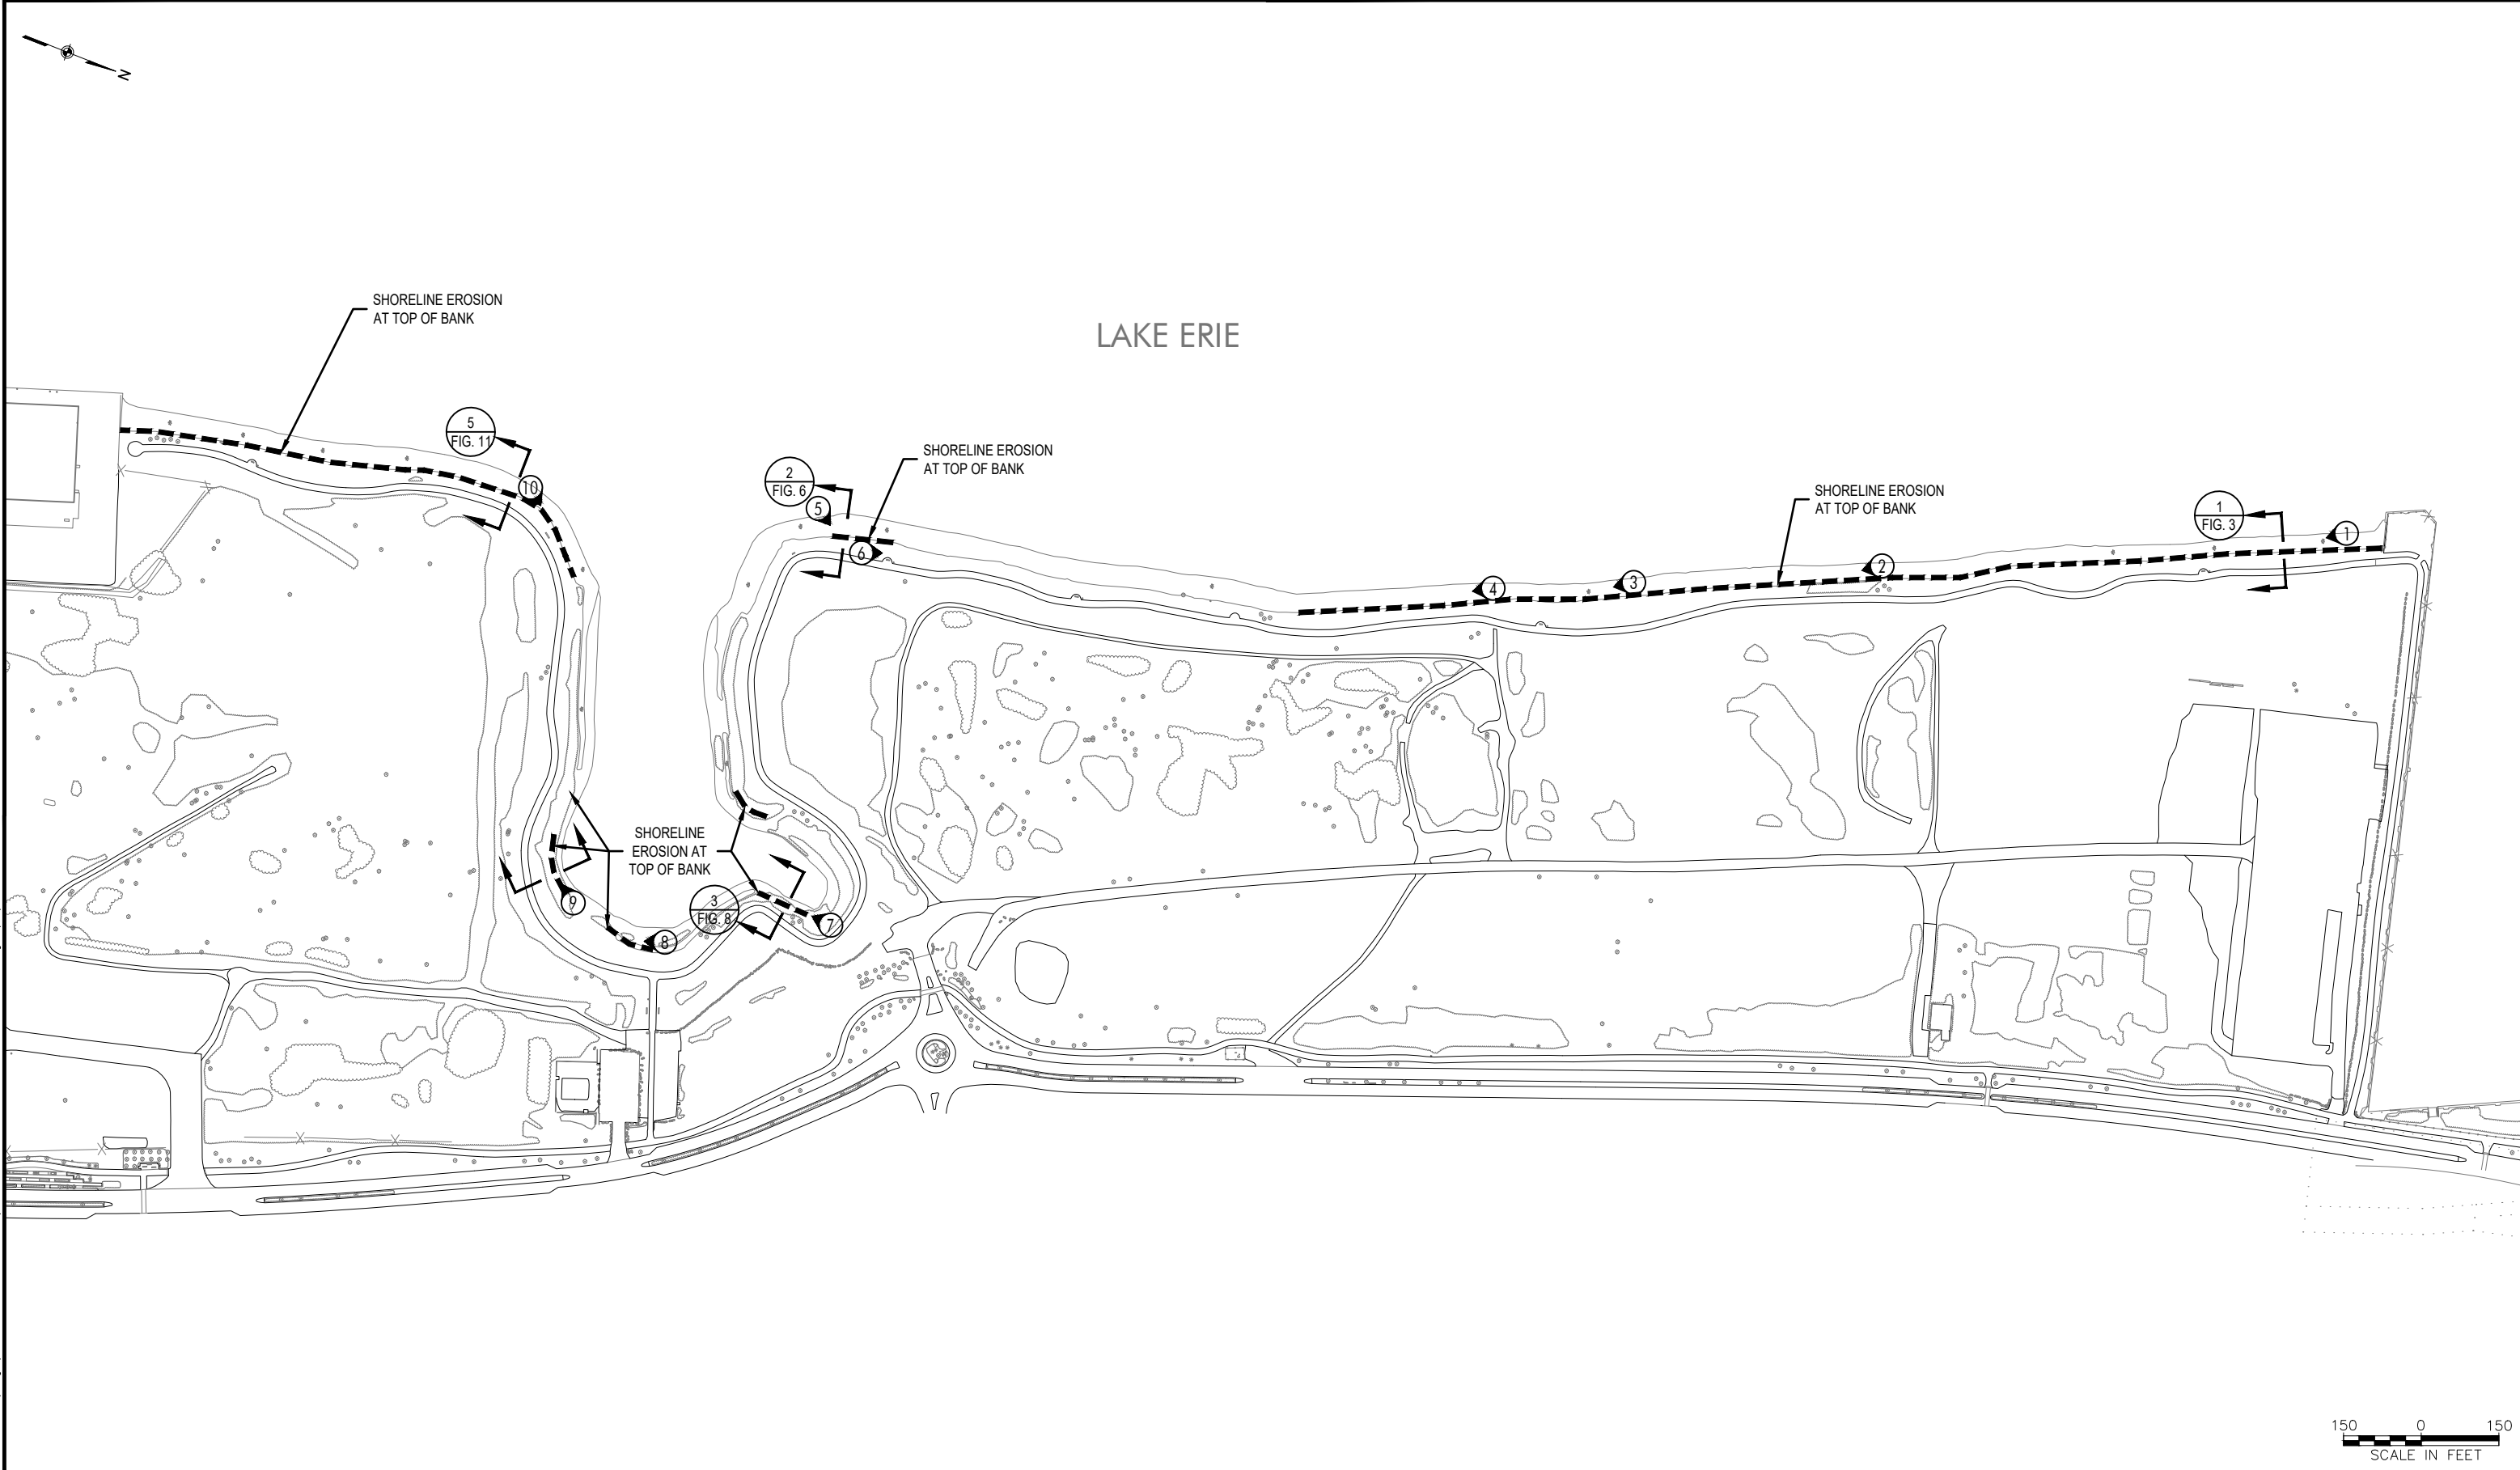 N
SHORELINE EROSION
AT TOP OF BANK
LAKE ERIE
5
FIG. 11
10
2
FIG. 6
5
6
SHORELINE EROSION
AT TOP OF BANK
SHORELINE EROSION
AT TOP OF BANK
1
FIG. 3
1
2
3
4
SHORELINE
EROSION AT
TOP OF BANK
3
FIG. 8
9
8
7
150 0 150
SCALE IN FEET